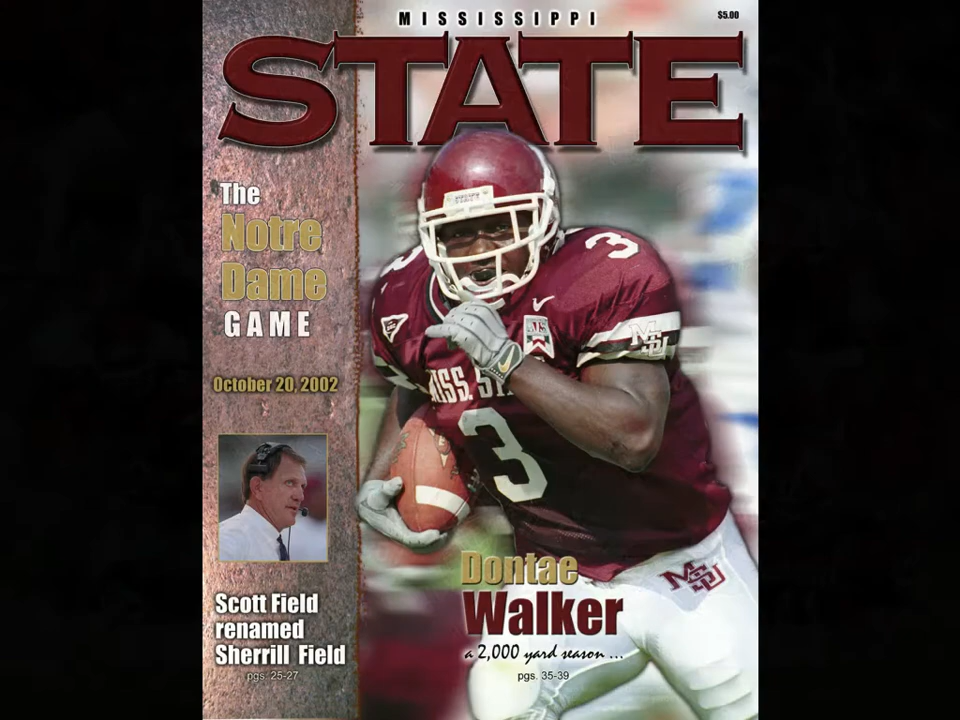 MISSISSIPPI
$5.00
STATE
The
Notre
Dame
GAME
October 20, 2002
3
3
MSU
MISS. ST
3
MSU
Dontae
Walker
a 2,000 yard season ...
pgs. 35-39
Scott Field
renamed
Sherrill Field
pgs. 25-27